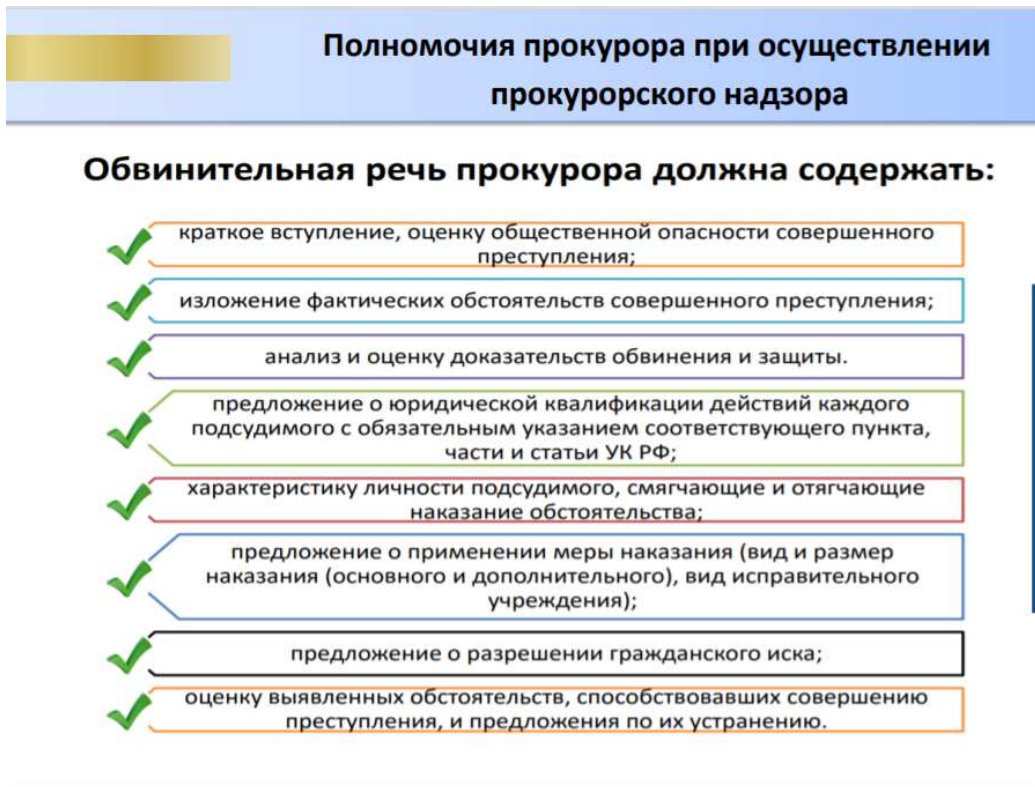 Полномочия прокурора при осуществлении
прокурорского надзора
Обвинительная речь прокурора должна содержать:
краткое вступление, оценку общественной опасности совершенного
преступления;
изложение фактических обстоятельств совершенного преступления;
анализ и оценку доказательств обвинения и защиты.
предложение о юридической квалификации действий каждого
подсудимого с обязательным указанием соответствующего пункта,
части и статьи УК РФ;
характеристику личности подсудимого, смягчающие и отягчающие
наказание обстоятельства;
предложение о применении меры наказания (вид и размер
наказания (основного и дополнительного), вид исправительного
учреждения);
предложение о разрешении гражданского иска;
оценку выявленных обстоятельств, способствовавших совершению
преступления, и предложения по их устранению.